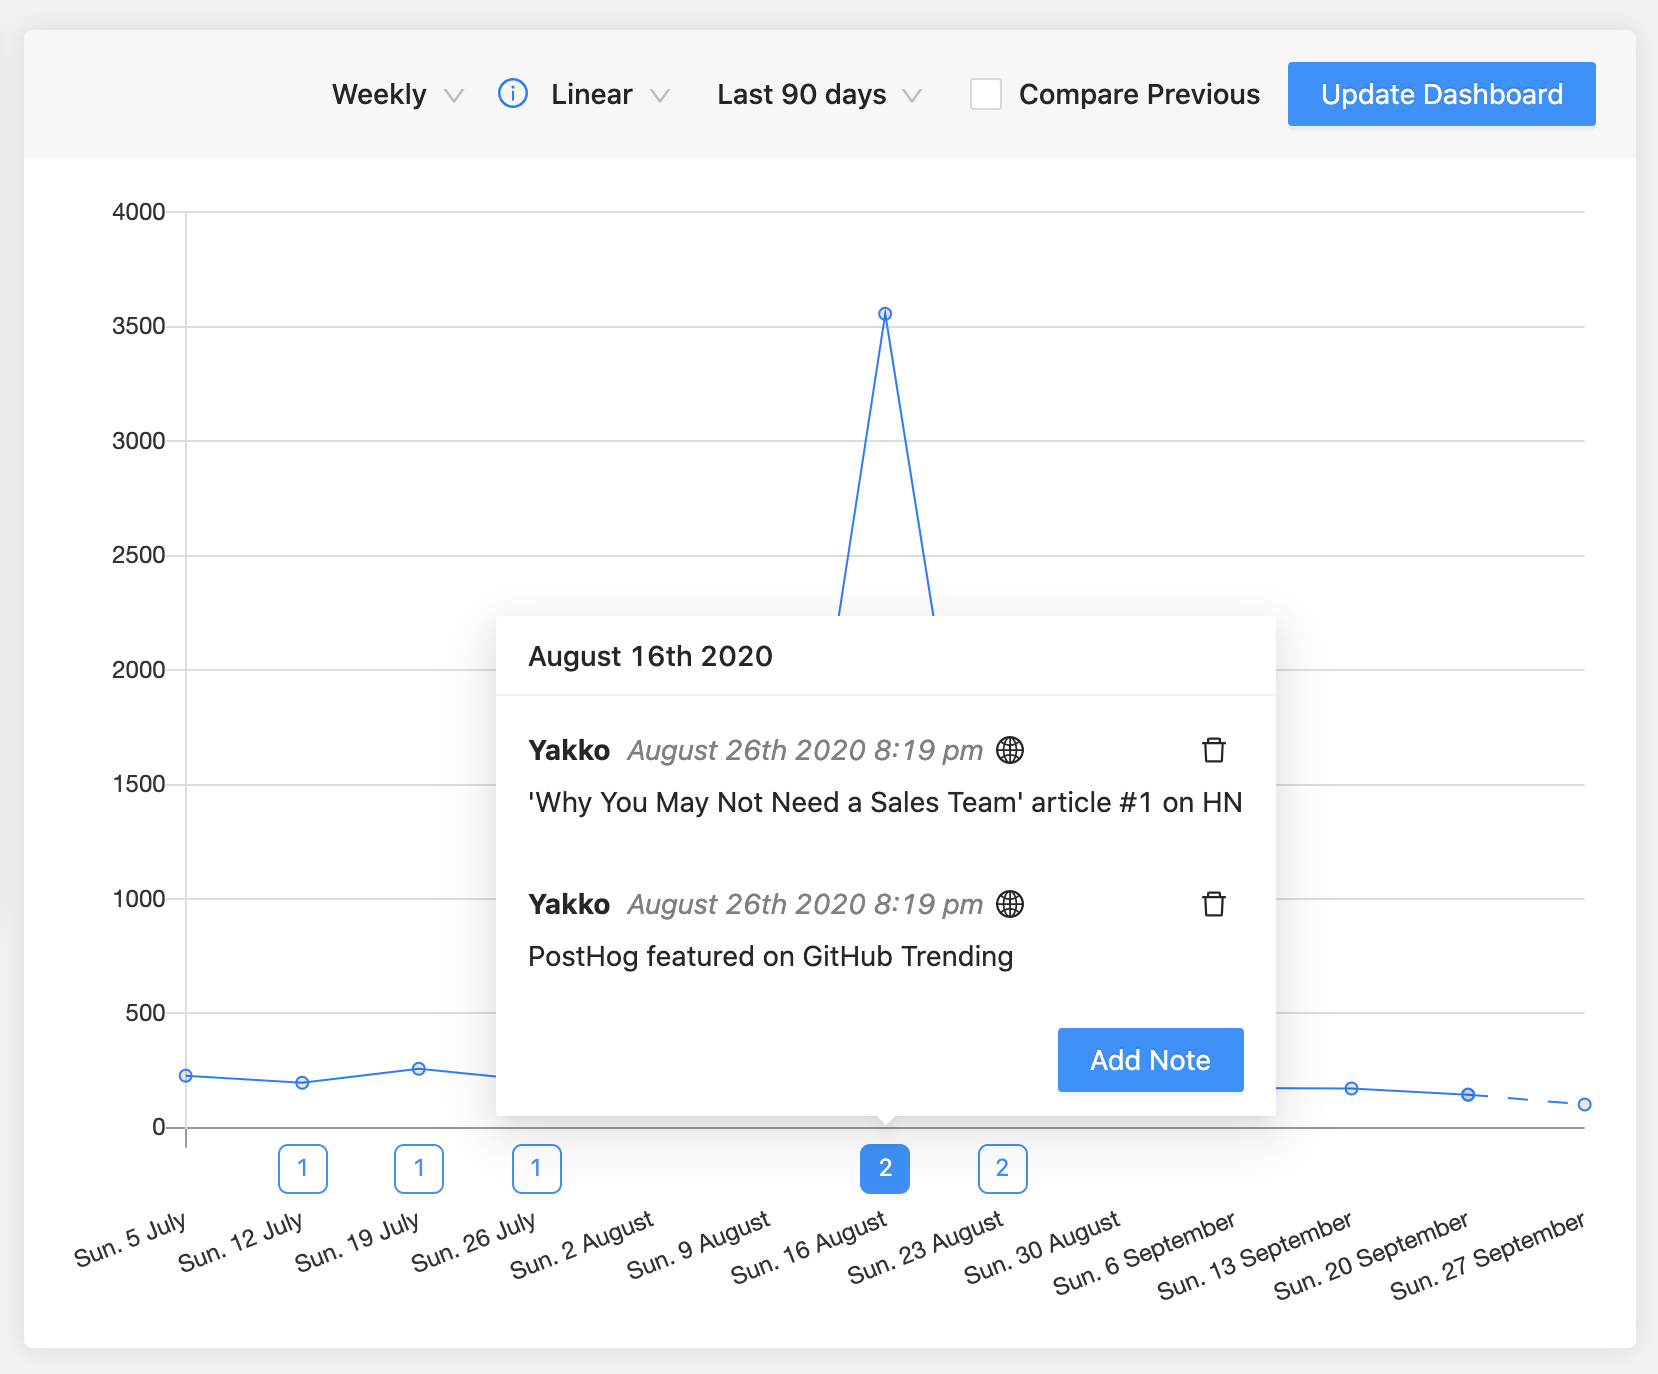 Weekly Linear Last 90 days Compare Previous Update Dashboard
4000
3500
3000
2500
2000
1500
1000
500
0
August 16th 2020
Yakko August 26th 2020 8:19 pm
'Why You May Not Need a Sales Team' article #1 on HN
Yakko August 26th 2020 8:19 pm
PostHog featured on GitHub Trending
Add Note
1 1 1 2 2
Sun. 5 July
Sun. 12 July
Sun. 19 July
Sun. 26 July
Sun. 2 August
Sun. 9 August
Sun. 16 August
Sun. 23 August
Sun. 30 August
Sun. 6 September
Sun. 13 September
Sun. 20 September
Sun. 27 September